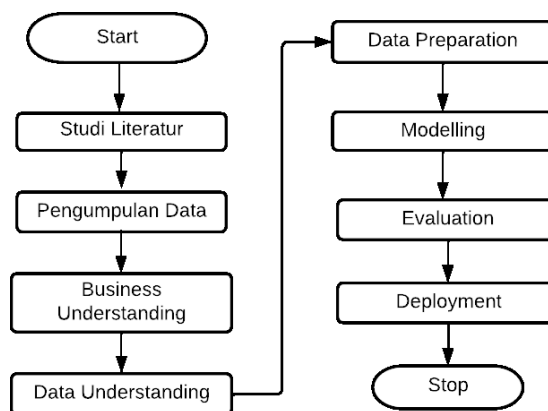 Start
Studi Literatur
Pengumpulan Data
Business
Understanding
Data Understanding
Data Preparation
Modelling
Evaluation
Deployment
Stop